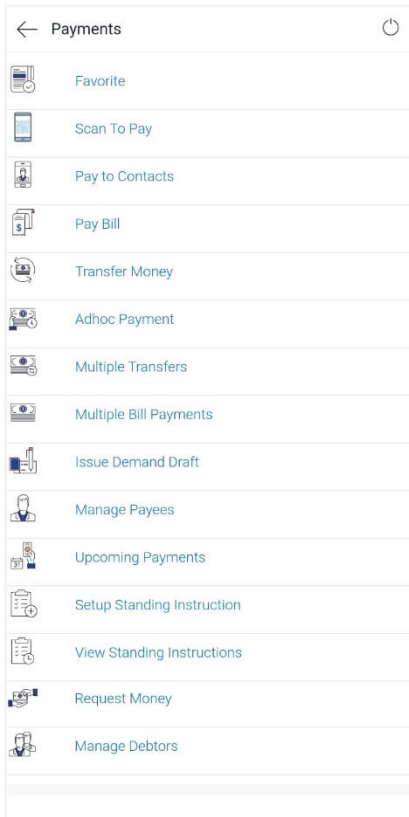 Payments
Favorite
Scan To Pay
Pay to Contacts
Pay Bill
Transfer Money
Adhoc Payment
Multiple Transfers
Multiple Bill Payments
Issue Demand Draft
Manage Payees
Upcoming Payments
Setup Standing Instruction
View Standing Instructions
Request Money
Manage Debtors